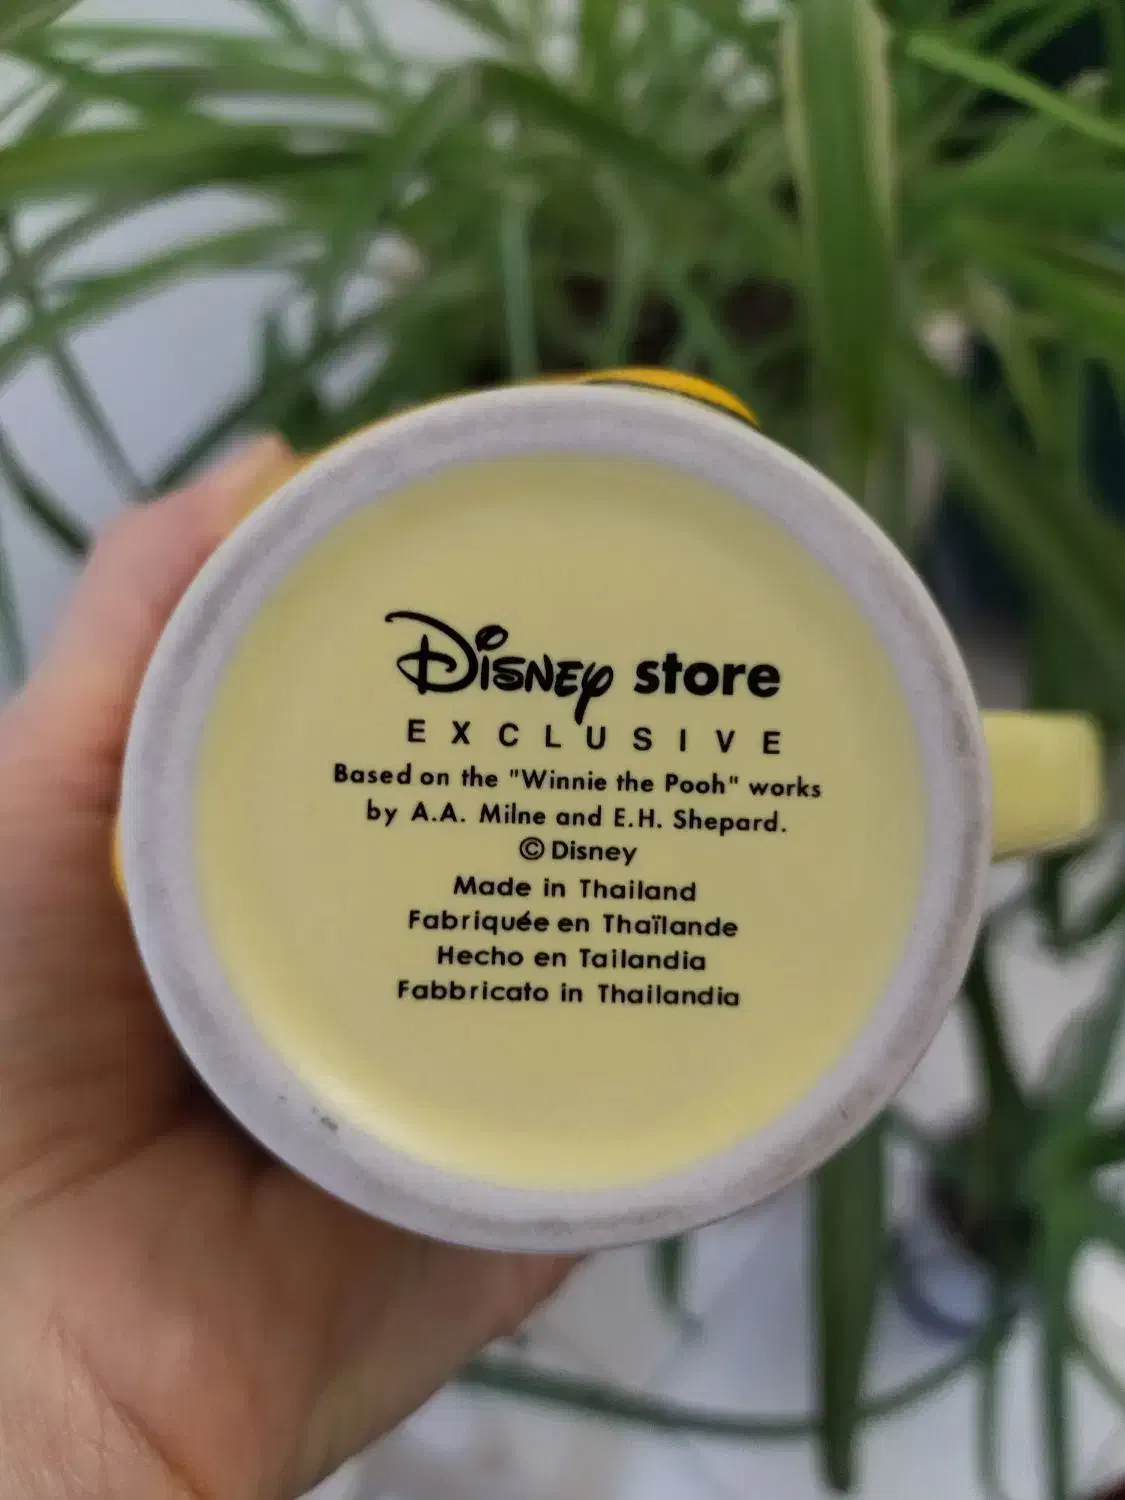 Disney store
EXCLUSIVE
Based on the "Winnie the Pooh" works
by A.A. Milne and E.H. Shepard.
© Disney
Made in Thailand
Fabriquée en Thaïlande
Hecho en Tailandia
Fabbricato in Thailandia